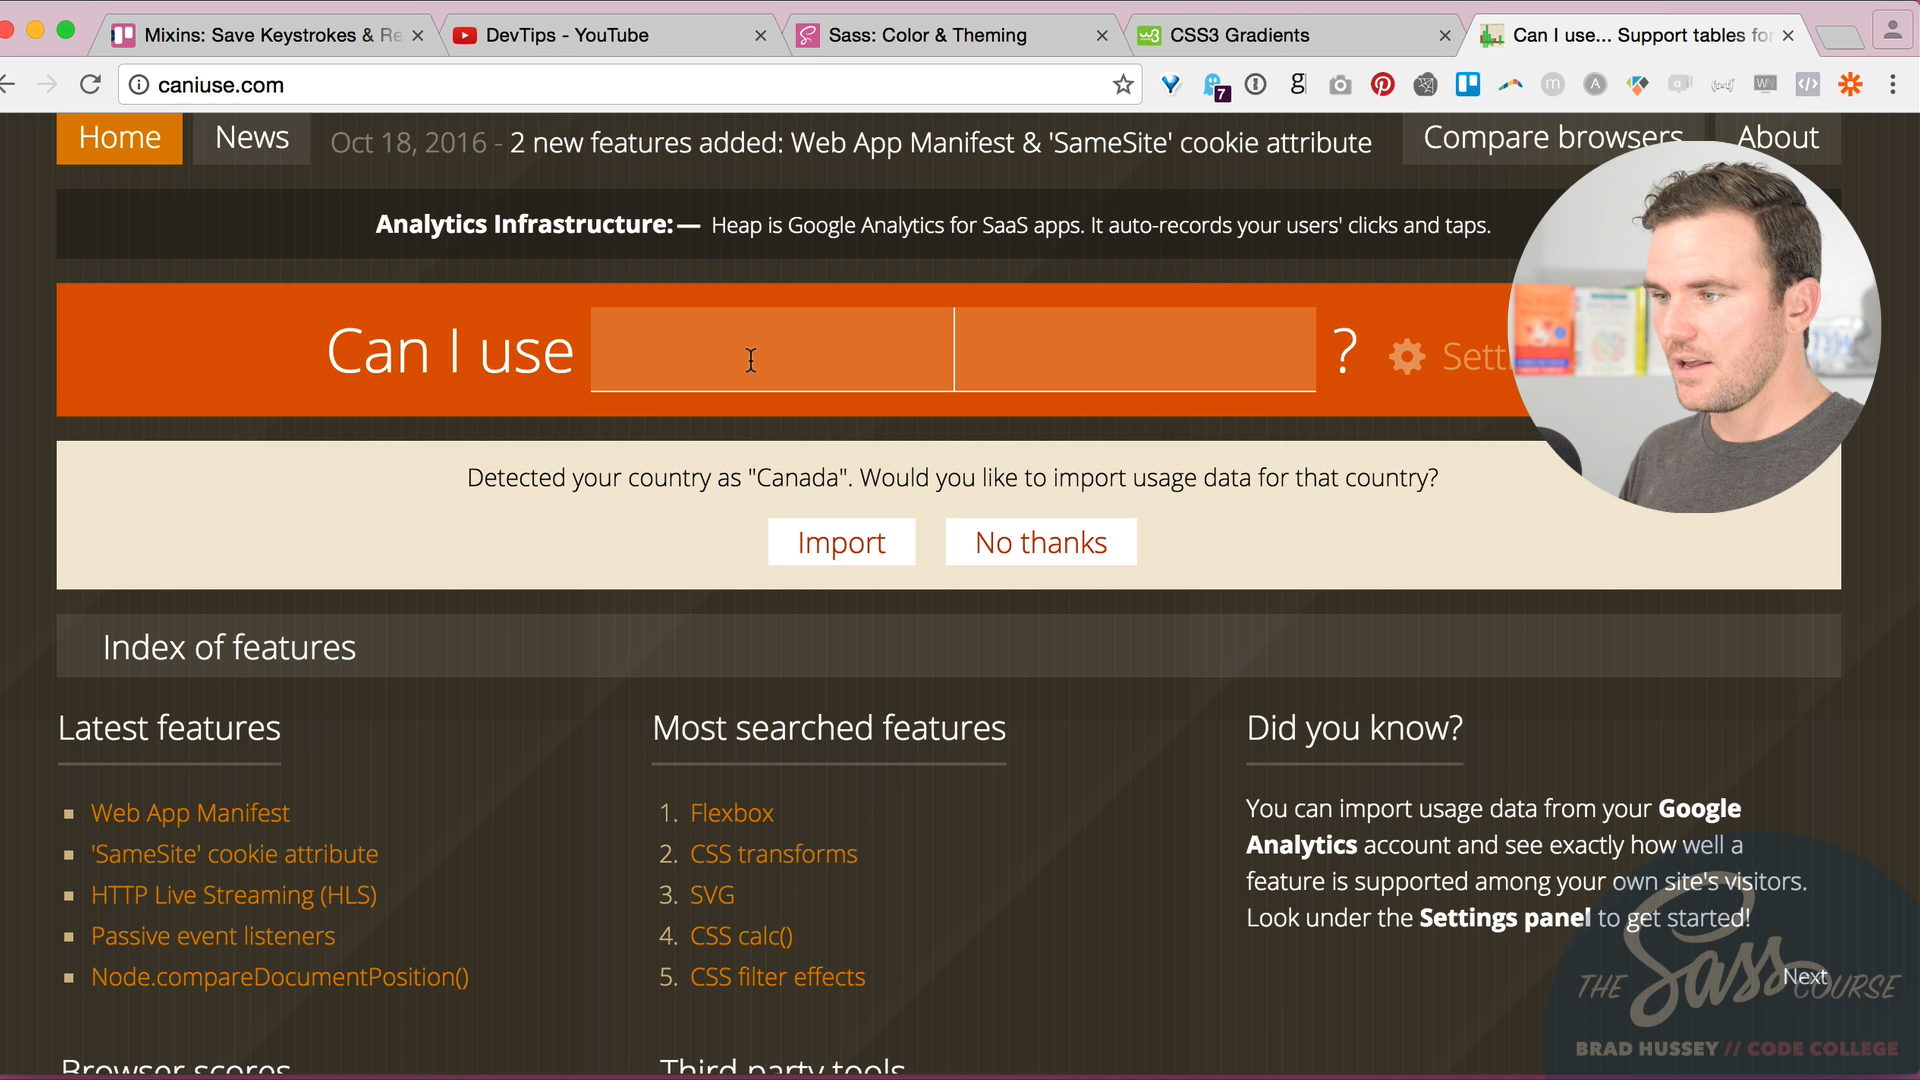 Mixins: Save Keystrokes & Re
DevTips - YouTube
Sass: Color & Theming
CSS3 Gradients
Can I use... Support tables for
caniuse.com
7
Home
News
Oct 18, 2016 - 2 new features added: Web App Manifest & 'SameSite' cookie attribute
Compare browsers
About
Analytics Infrastructure:— Heap is Google Analytics for SaaS apps. It auto-records your users' clicks and taps.
Can I use ? Sett
Detected your country as "Canada". Would you like to import usage data for that country?
Import
No thanks
Index of features
Latest features
Web App Manifest
'SameSite' cookie attribute
HTTP Live Streaming (HLS)
Passive event listeners
Node.compareDocumentPosition()
Most searched features
1. Flexbox
2. CSS transforms
3. SVG
4. CSS calc()
5. CSS filter effects
Did you know?
You can import usage data from your Google
Analytics account and see exactly how well a
feature is supported among your own site's visitors.
Look under the Settings panel to get started!
Next
THE Sass COURSE
BRAD HUSSEY // CODE COLLEGE
Browser scores
Third party tools